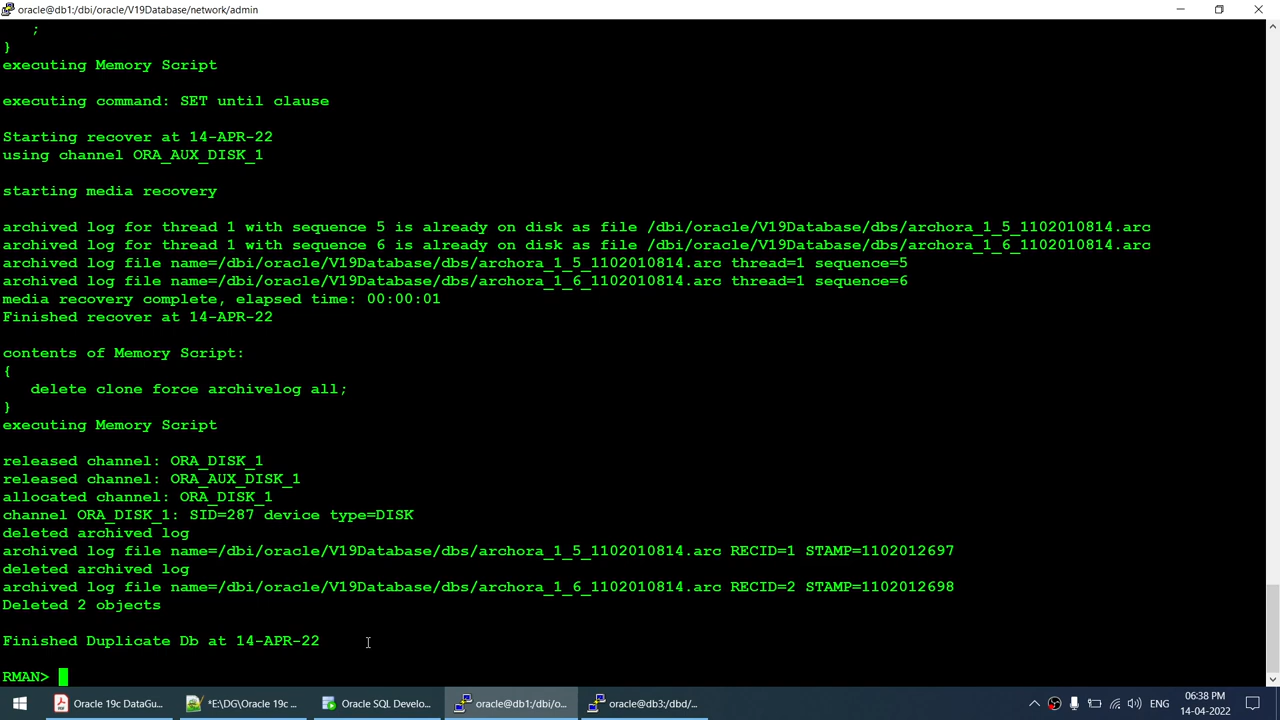 oracle@db1:/dbi/oracle/V19Database/network/admin
;
}
executing Memory Script
executing command: SET until clause
Starting recover at 14-APR-22
using channel ORA_AUX_DISK_1
starting media recovery
archived log for thread 1 with sequence 5 is already on disk as file /dbi/oracle/V19Database/dbs/archora_1_5_1102010814.arc
archived log for thread 1 with sequence 6 is already on disk as file /dbi/oracle/V19Database/dbs/archora_1_6_1102010814.arc
archived log file name=/dbi/oracle/V19Database/dbs/archora_1_5_1102010814.arc thread=1 sequence=5
archived log file name=/dbi/oracle/V19Database/dbs/archora_1_6_1102010814.arc thread=1 sequence=6
media recovery complete, elapsed time: 00:00:01
Finished recover at 14-APR-22
contents of Memory Script:
{
delete clone force archivelog all;
}
executing Memory Script
released channel: ORA_DISK_1
released channel: ORA_AUX_DISK_1
allocated channel: ORA_DISK_1
channel ORA_DISK_1: SID=287 device type=DISK
deleted archived log
archived log file name=/dbi/oracle/V19Database/dbs/archora_1_5_1102010814.arc RECID=1 STAMP=1102012697
deleted archived log
archived log file name=/dbi/oracle/V19Database/dbs/archora_1_6_1102010814.arc RECID=2 STAMP=1102012698
Deleted 2 objects
Finished Duplicate Db at 14-APR-22
RMAN>
Oracle 19c DataGu... *E:\DG\Oracle 19c ... Oracle SQL Develo... oracle@db1:/dbi/o... oracle@db3:/dbd/... ENG 06:38 PM
14-04-2022